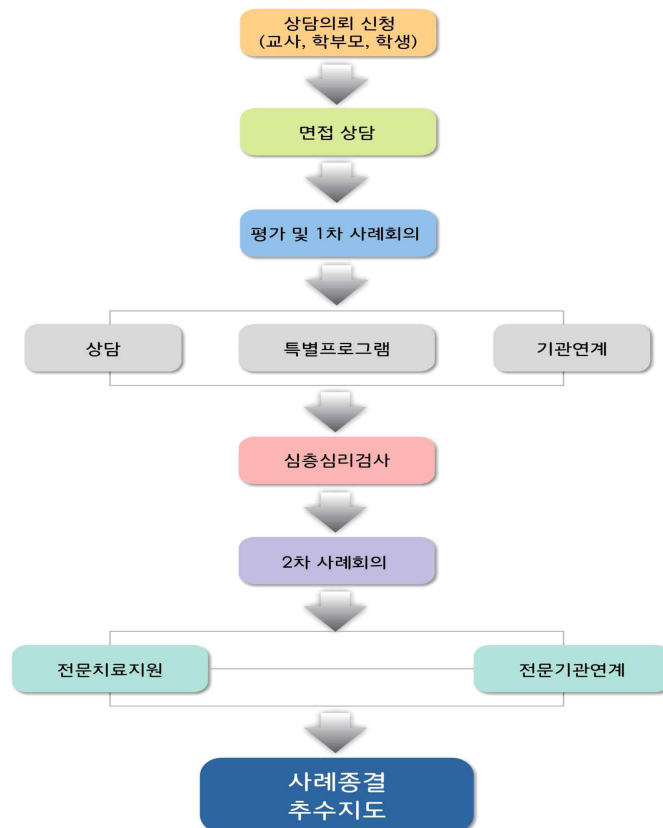 상담의뢰 신청
(교사, 학부모, 학생)
면접 상담
평가 및 1차 사례회의
상담
특별프로그램
기관연계
심층심리검사
2차 사례회의
전문치료지원
전문기관연계
사례종결
추수지도